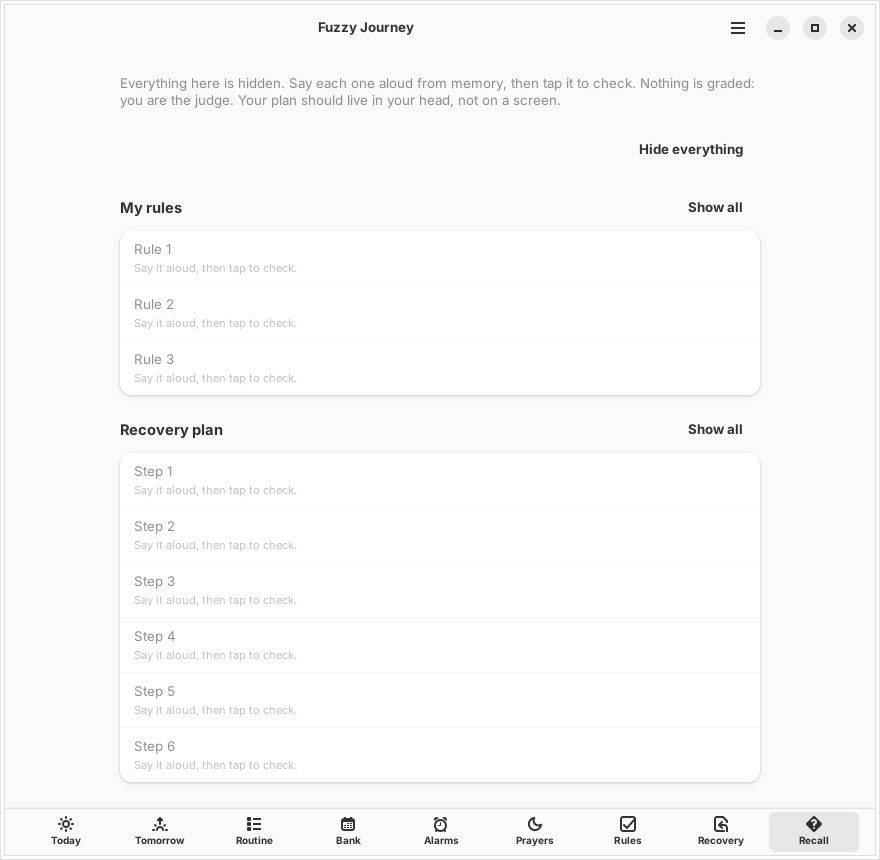 Fuzzy Journey
Everything here is hidden. Say each one aloud from memory, then tap it to check. Nothing is graded:
you are the judge. Your plan should live in your head, not on a screen.
Hide everything
My rules
Show all
Rule 1
Say it aloud, then tap to check.
Rule 2
Say it aloud, then tap to check.
Rule 3
Say it aloud, then tap to check.
Recovery plan
Show all
Step 1
Say it aloud, then tap to check.
Step 2
Say it aloud, then tap to check.
Step 3
Say it aloud, then tap to check.
Step 4
Say it aloud, then tap to check.
Step 5
Say it aloud, then tap to check.
Step 6
Say it aloud, then tap to check.
Today
Tomorrow
Routine
Bank
Alarms
Prayers
Rules
Recovery
Recall